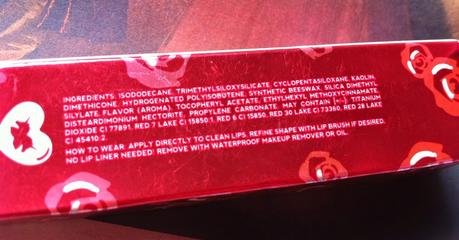 INGREDIENTS: ISODODECANE, TRIMETHYLSILOXYSILICATE, CYCLOPENTASILOXANE, KAOLIN,
DIMETHICONE, HYDROGENATED POLYISOBUTENE, SYNTHETIC BEESWAX, SILICA DIMETHYL
SILYLATE, FLAVOR (AROMA), TOCOPHERYL ACETATE, ETHYLHEXYL METHOXYCINNAMATE,
DISTEARDIMONIUM HECTORITE, PROPYLENE CARBONATE. MAY CONTAIN [+/-]: TITANIUM
DIOXIDE CI 77891, RED 7 LAKE CI 15850:1, RED 6 CI 15850, RED 30 LAKE CI 73360, RED 28 LAKE
CI 45410:2.
HOW TO WEAR: APPLY DIRECTLY TO CLEAN LIPS. REFINE SHAPE WITH LIP BRUSH IF DESIRED.
NO LIP LINER NEEDED! REMOVE WITH WATERPROOF MAKEUP REMOVER OR OIL.